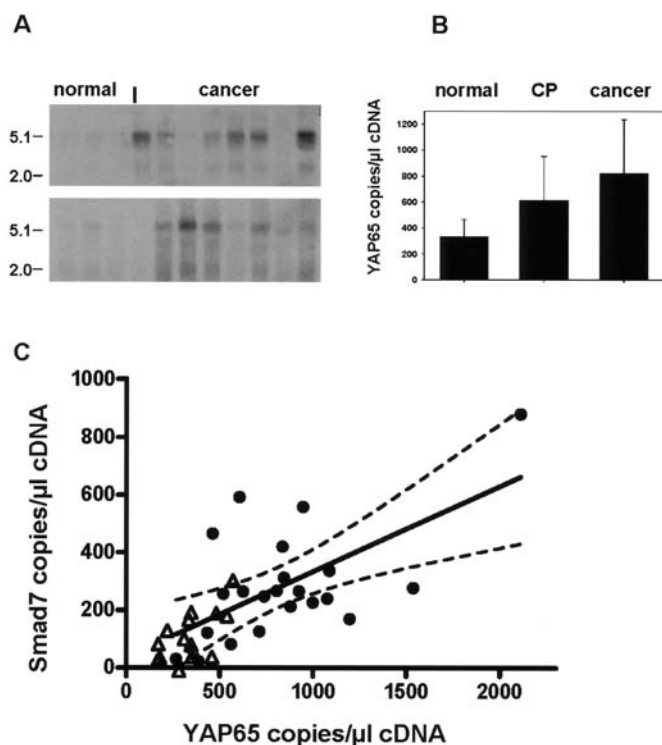 A
normal
cancer
5.1
2.0
5.1
2.0
B
normal CP cancer
YAP65 copies/µl cDNA
1200
1000
800
600
400
200
0
C
Smad7 copies/µl cDNA
1000
800
600
400
200
0
0 500 1000 1500 2000
YAP65 copies/µl cDNA